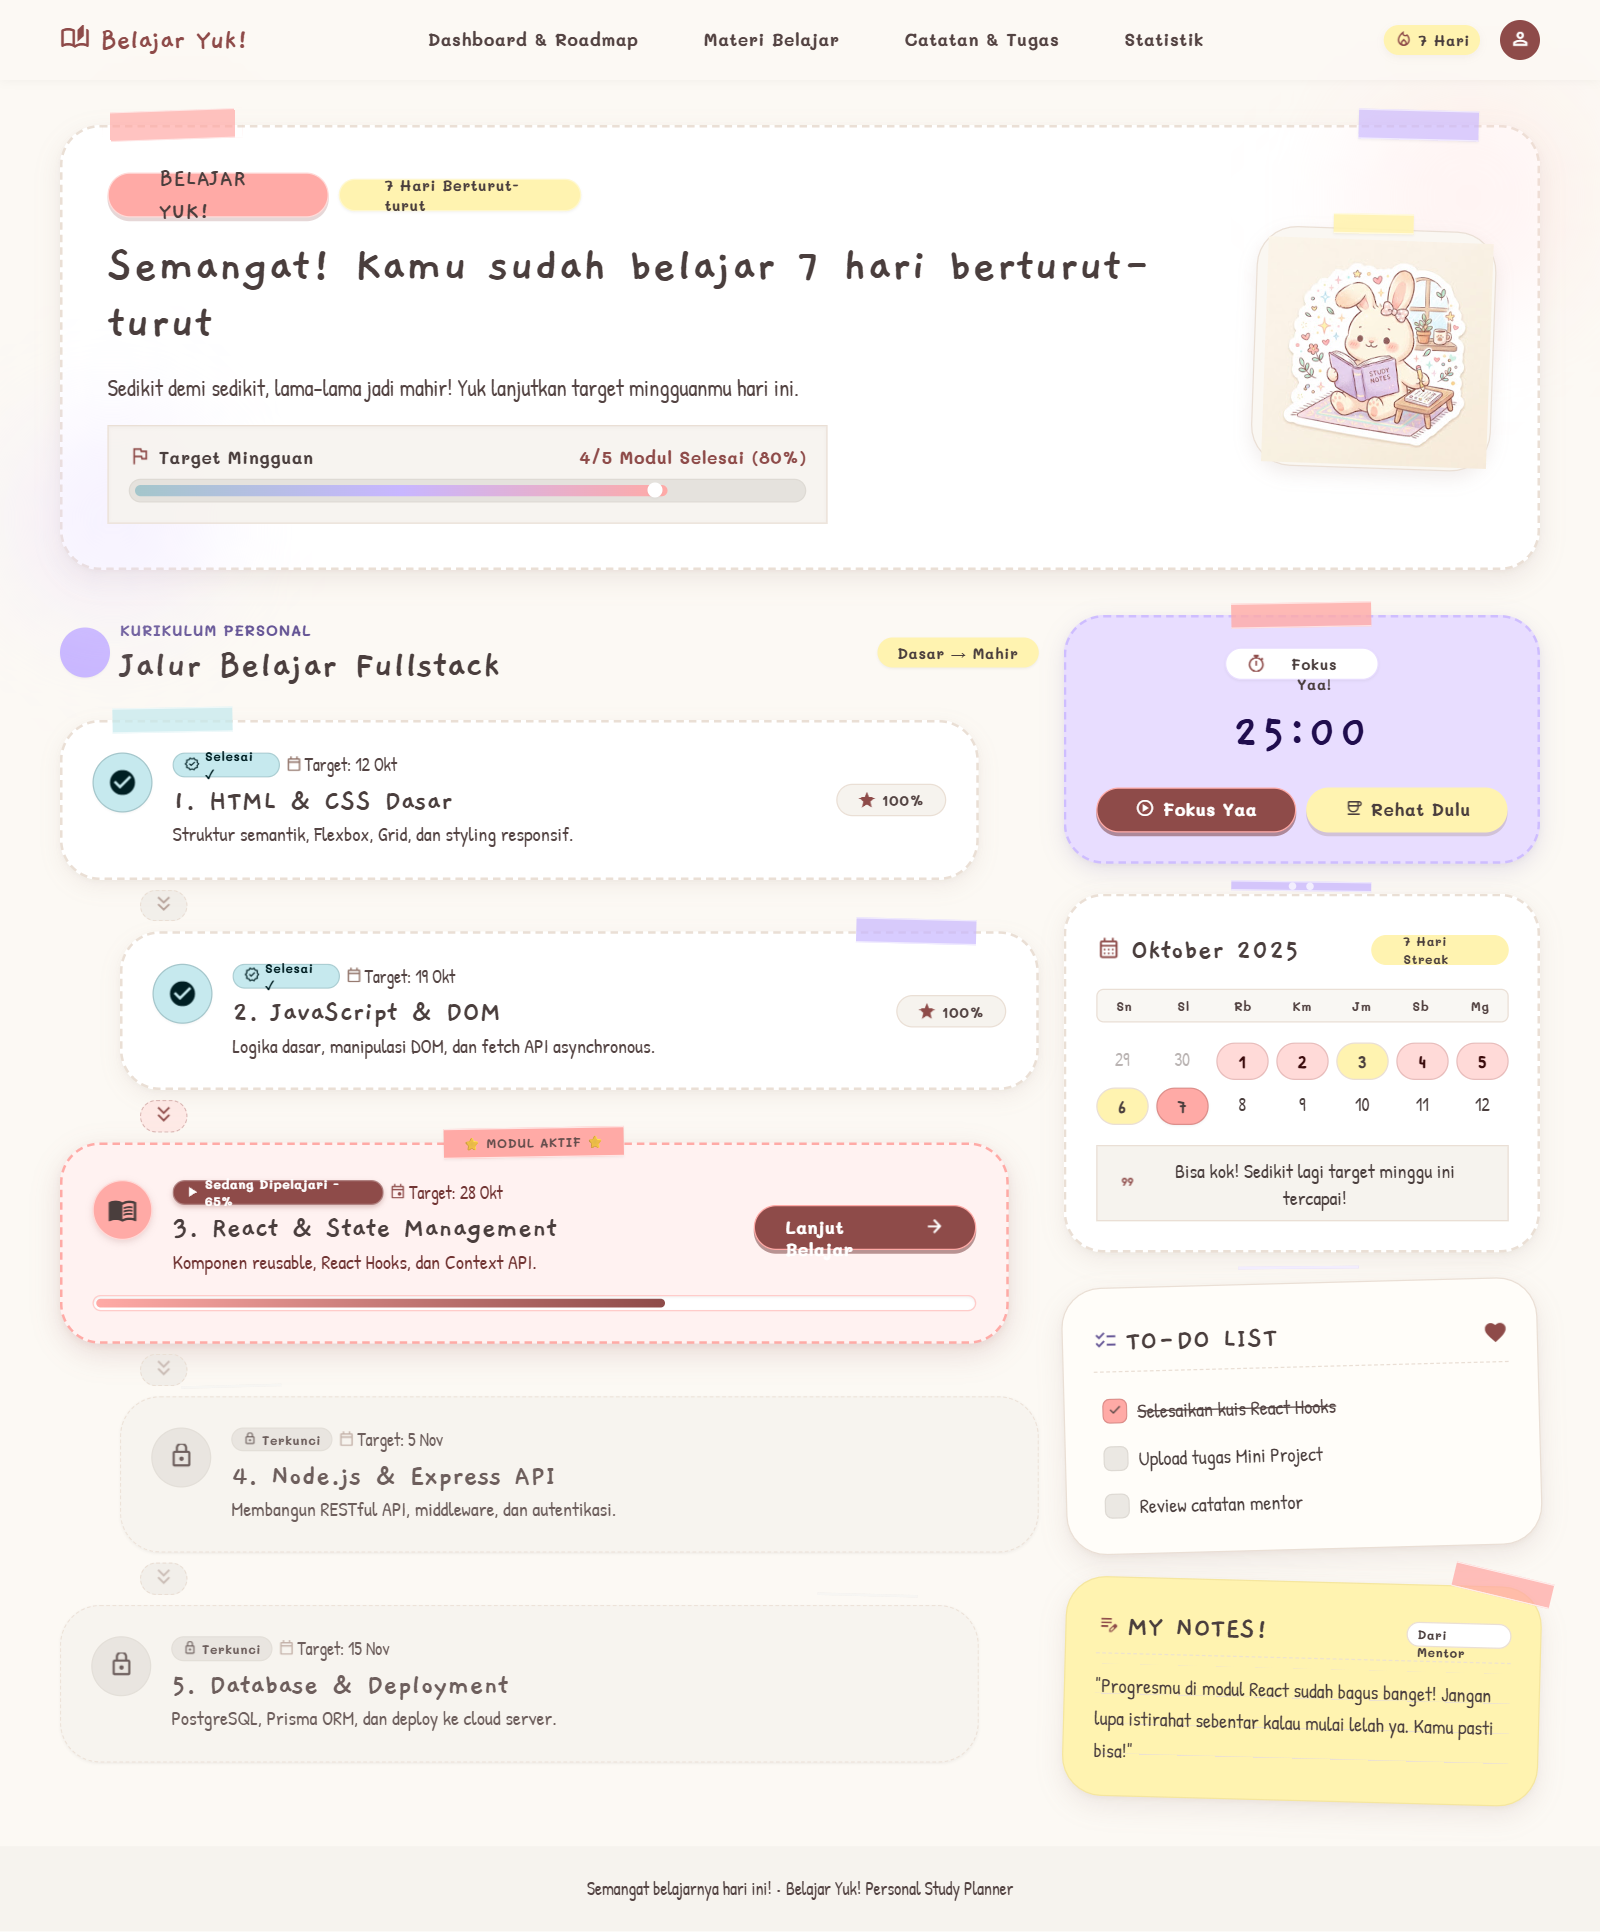 Belajar Yuk!
Dashboard & Roadmap
Materi Belajar
Catatan & Tugas
Statistik
7 Hari
BELAJAR
YUK!
7 Hari Berturut-
turut
Semangat! Kamu sudah belajar 7 hari berturut-
turut
Sedikit demi sedikit, lama-lama jadi mahir! Yuk lanjutkan target mingguanmu hari ini.
Target Mingguan
4/5 Modul Selesai (80%)
STUDY
NOTES
KURIKULUM PERSONAL
Jalur Belajar Fullstack
Dasar → Mahir
Selesai
✓
Target: 12 Okt
1. HTML & CSS Dasar
Struktur semantik, Flexbox, Grid, dan styling responsif.
100%
Selesai
✓
Target: 19 Okt
2. JavaScript & DOM
Logika dasar, manipulasi DOM, dan fetch API asynchronous.
100%
⭐ MODUL AKTIF ⭐
Sedang Dipelajari -
65%
Target: 28 Okt
3. React & State Management
Komponen reusable, React Hooks, dan Context API.
Lanjut
Belajar
Terkunci
Target: 5 Nov
4. Node.js & Express API
Membangun RESTful API, middleware, dan autentikasi.
Terkunci
Target: 15 Nov
5. Database & Deployment
PostgreSQL, Prisma ORM, dan deploy ke cloud server.
Fokus
Yaa!
25:00
Fokus Yaa
Rehat Dulu
Oktober 2025
7 Hari
Streak
Sn Sl Rb Km Jm Sb Mg
29 30 1 2 3 4 5
6 7 8 9 10 11 12
Bisa kok! Sedikit lagi target minggu ini
tercapai!
TO-DO LIST
Selesaikan kuis React Hooks
Upload tugas Mini Project
Review catatan mentor
MY NOTES!
Dari
Mentor
"Progresmu di modul React sudah bagus banget! Jangan
lupa istirahat sebentar kalau mulai lelah ya. Kamu pasti
bisa!"
Semangat belajarnya hari ini! - Belajar Yuk! Personal Study Planner